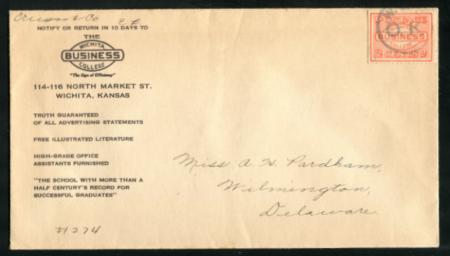 NOTIFY OR RETURN IN 10 DAYS TO
THE
WICHITA
BUSINESS
COLLEGE
"The Sign of Efficiency"
114-116 NORTH MARKET ST.
WICHITA, KANSAS
TRUTH GUARANTEED
OF ALL ADVERTISING STATEMENTS
FREE ILLUSTRATED LITERATURE
HIGH-GRADE OFFICE
ASSISTANTS FURNISHED
"THE SCHOOL WITH MORE THAN A
HALF CENTURY'S RECORD FOR
SUCCESSFUL GRADUATES"
#1274
O.K
BUSINESS
Miss A. H. Pardham,
Wilmington,
Delaware.